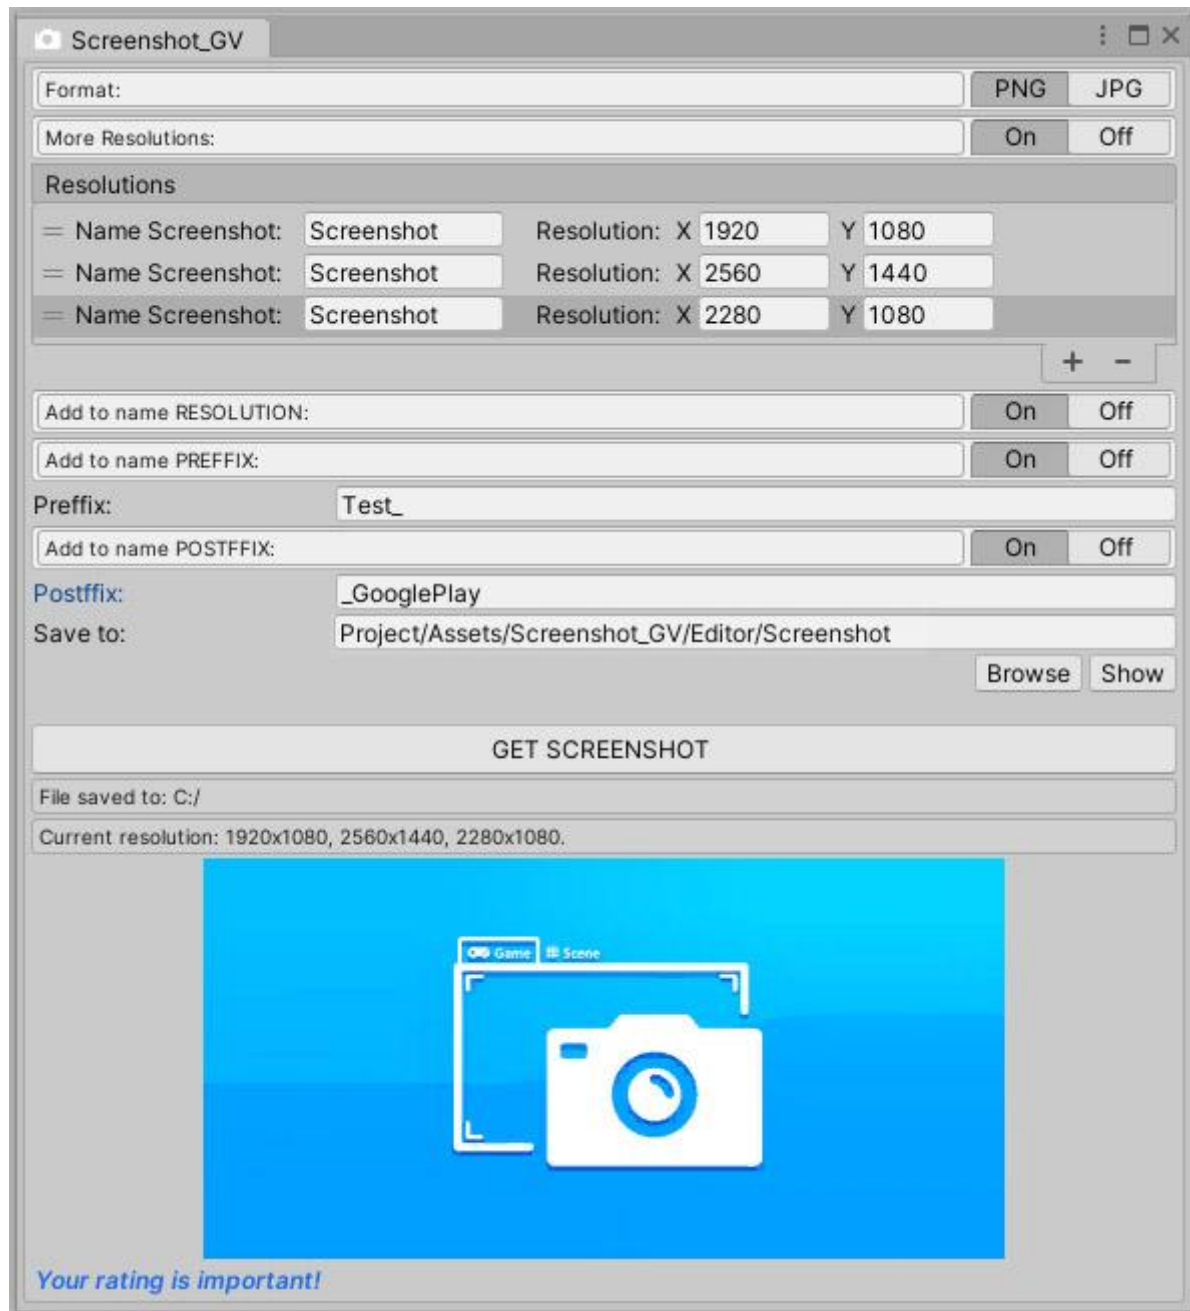 Screenshot_GV
Format: PNG JPG
More Resolutions: On Off
Resolutions
= Name Screenshot: Screenshot Resolution: X 1920 Y 1080
= Name Screenshot: Screenshot Resolution: X 2560 Y 1440
= Name Screenshot: Screenshot Resolution: X 2280 Y 1080
+ -
Add to name RESOLUTION: On Off
Add to name PREFFIX: On Off
Preffix: Test_
Add to name POSTFFIX: On Off
Postffix: _GooglePlay
Save to: Project/Assets/Screenshot_GV/Editor/Screenshot
Browse Show
GET SCREENSHOT
File saved to: C:/
Current resolution: 1920x1080, 2560x1440, 2280x1080.
Game # Scene
Your rating is important!